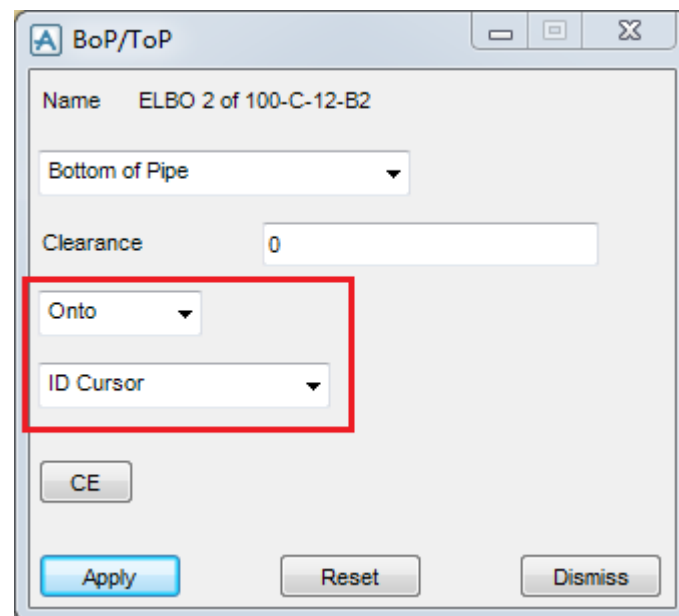 BoP/ToP
Name ELBO 2 of 100-C-12-B2
Bottom of Pipe
Clearance 0
Onto
ID Cursor
CE
Apply Reset Dismiss